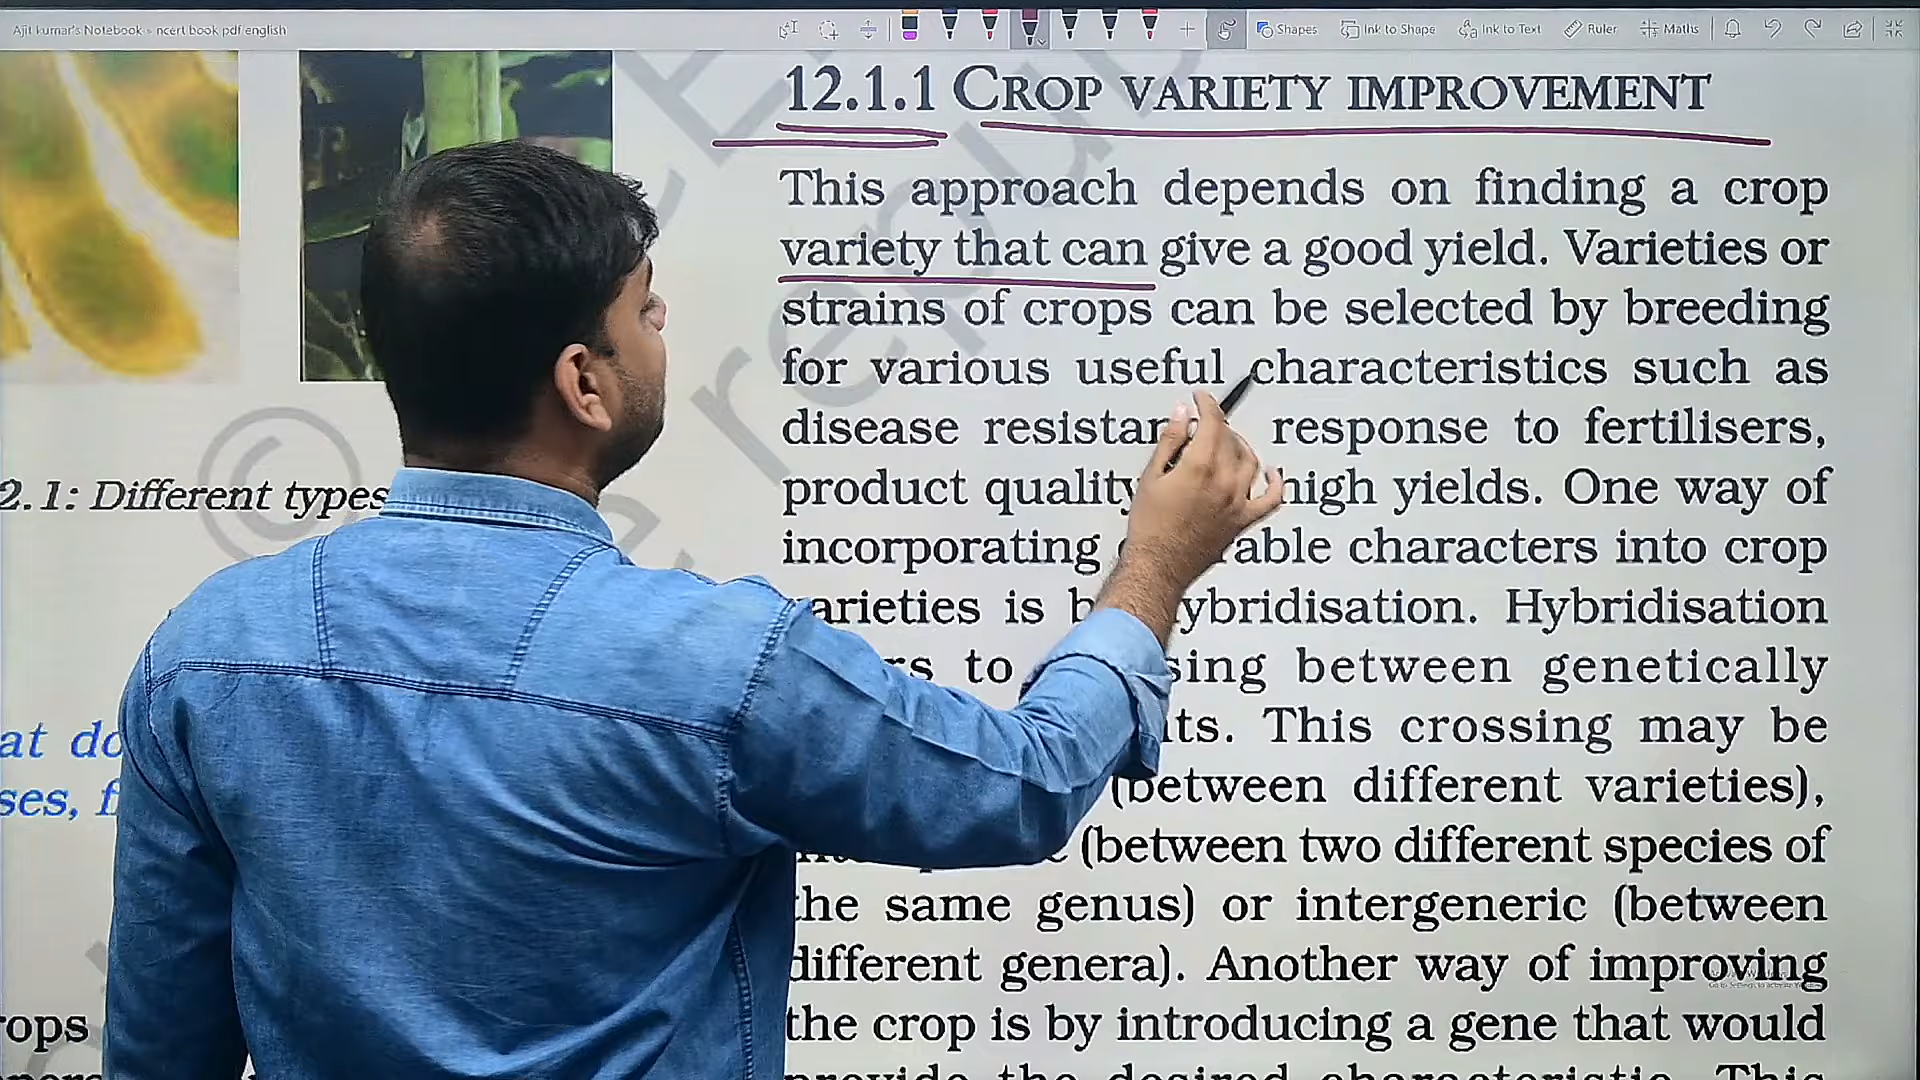 Ajit kumar's Notebook - ncert book pdf english
Shapes
Ink to Shape
Ink to Text
Ruler
Maths
12.1.1 CROP VARIETY IMPROVEMENT
This approach depends on finding a crop
variety that can give a good yield. Varieties or
strains of crops can be selected by breeding
for various useful characteristics such as
disease resistan response to fertilisers,
product quality high yields. One way of
incorporating rable characters into crop
arieties is b ybridisation. Hybridisation
rs to sing between genetically
ts. This crossing may be
(between different varieties),
(between two different species of
the same genus) or intergeneric (between
different genera). Another way of improving
the crop is by introducing a gene that would
provide the desired characteristic. This
2.1: Different types
at do
ses, f
rops